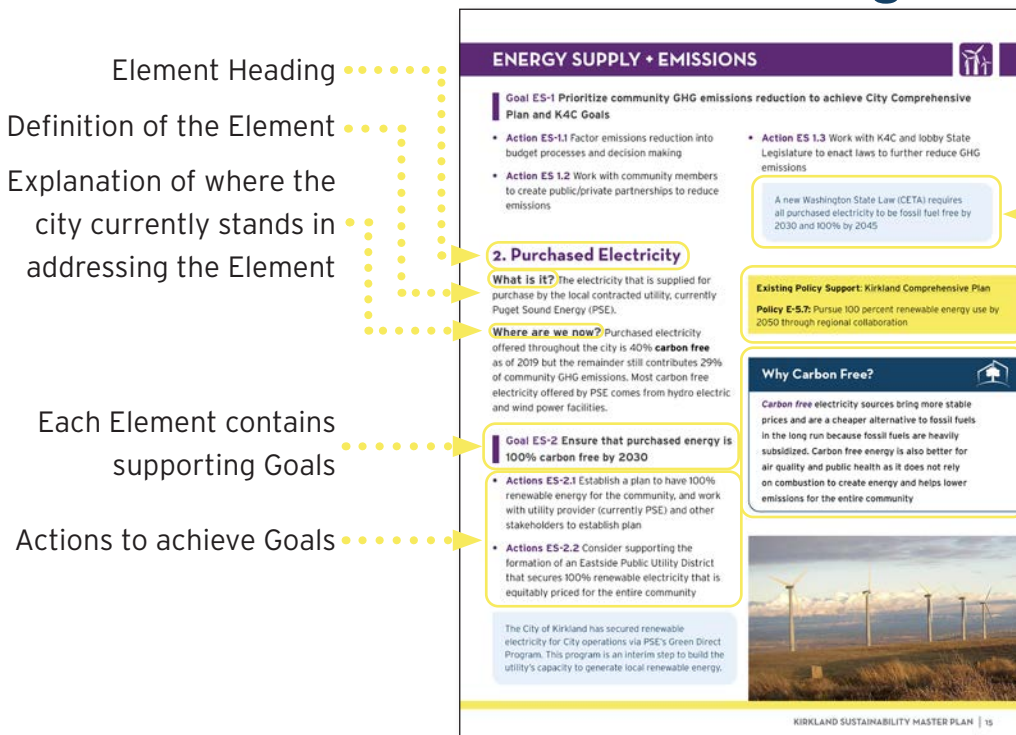 Element Heading
Definition of the Element
Explanation of where the
city currently stands in
addressing the Element
Each Element contains
supporting Goals
Actions to achieve Goals
ENERGY SUPPLY + EMISSIONS
Goal ES-1 Prioritize community GHG emissions reduction to achieve City Comprehensive
Plan and K4C Goals
• Action ES-1.1 Factor emissions reduction into
budget processes and decision making
• Action ES 1.2 Work with community members
to create public/private partnerships to reduce
emissions
2. Purchased Electricity
What is it? The electricity that is supplied for
purchase by the local contracted utility, currently
Puget Sound Energy (PSE).
Where are we now? Purchased electricity
offered throughout the city is 40% carbon free
as of 2019 but the remainder still contributes 29%
of community GHG emissions. Most carbon free
electricity offered by PSE comes from hydro electric
and wind power facilities.
Goal ES-2 Ensure that purchased energy is
100% carbon free by 2030
• Actions ES-2.1 Establish a plan to have 100%
renewable energy for the community, and work
with utility provider (currently PSE) and other
stakeholders to establish plan
• Actions ES-2.2 Consider supporting the
formation of an Eastside Public Utility District
that secures 100% renewable electricity that is
equitably priced for the entire community
The City of Kirkland has secured renewable
electricity for City operations via PSE's Green Direct
Program. This program is an interim step to build the
utility's capacity to generate local renewable energy.
• Action ES 1.3 Work with K4C and lobby State
Legislature to enact laws to further reduce GHG
emissions
A new Washington State Law (CETA) requires
all purchased electricity to be fossil fuel free by
2030 and 100% by 2045
Existing Policy Support: Kirkland Comprehensive Plan
Policy E-5.7: Pursue 100 percent renewable energy use by
2050 through regional collaboration
Why Carbon Free?
Carbon free electricity sources bring more stable
prices and are a cheaper alternative to fossil fuels
in the long run because fossil fuels are heavily
subsidized. Carbon free energy is also better for
air quality and public health as it does not rely
on combustion to create energy and helps lower
emissions for the entire community
KIRKLAND SUSTAINABILITY MASTER PLAN | 15